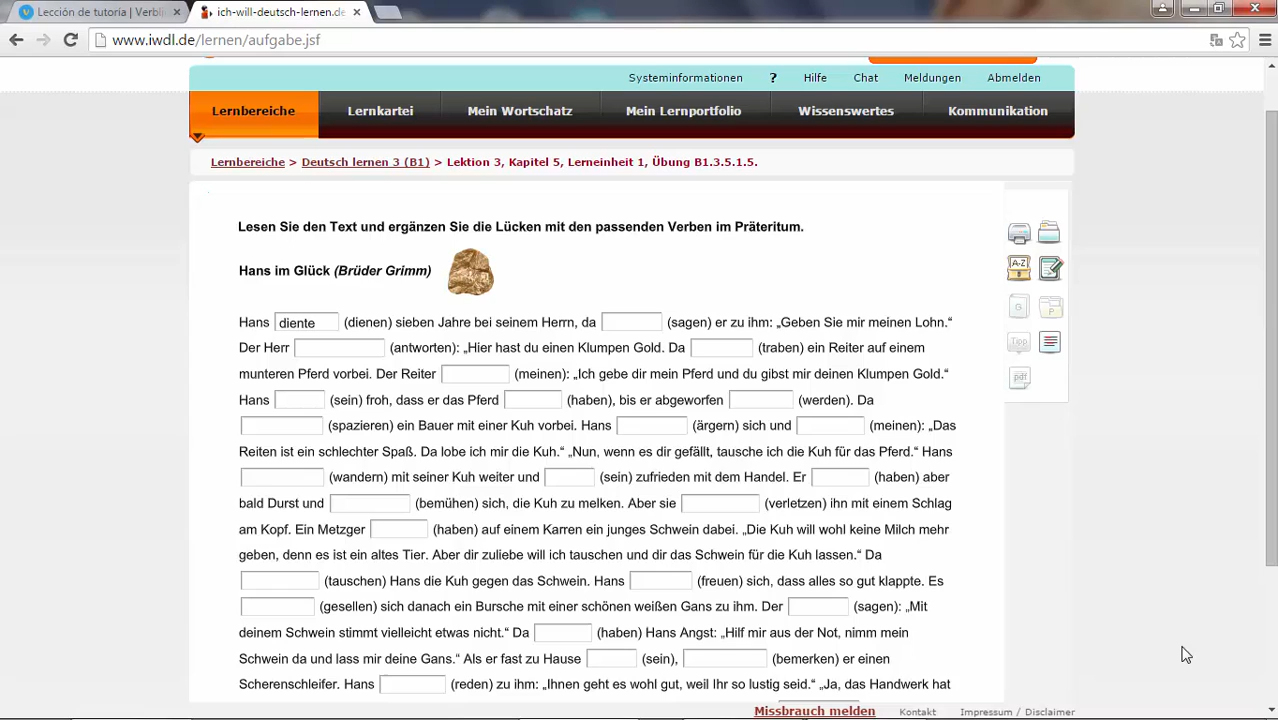 Lección de tutoria | Verblij
ich-will-deutsch-lernen.de
www.iwdl.de/lernen/aufgabe.jsf
Systeminformationen ? Hilfe Chat Meldungen Abmelden
Lernbereiche Lernkartei Mein Wortschatz Mein Lernportfolio Wissenswertes Kommunikation
Lernbereiche > Deutsch lernen 3 (B1) > Lektion 3, Kapitel 5, Lerneinheit 1, Übung B1.3.5.1.5.
Lesen Sie den Text und ergänzen Sie die Lücken mit den passenden Verben im Präteritum.
Hans im Glück (Brüder Grimm)
A-Z
G P
Tipp
pdf
Hans diente (dienen) sieben Jahre bei seinem Herrn, da (sagen) er zu ihm: „Geben Sie mir meinen Lohn.“
Der Herr (antworten): „Hier hast du einen Klumpen Gold. Da (traben) ein Reiter auf einem
munteren Pferd vorbei. Der Reiter (meinen): „Ich gebe dir mein Pferd und du gibst mir deinen Klumpen Gold.“
Hans (sein) froh, dass er das Pferd (haben), bis er abgeworfen (werden). Da
(spazieren) ein Bauer mit einer Kuh vorbei. Hans (ärgern) sich und (meinen): „Das
Reiten ist ein schlechter Spaß. Da lobe ich mir die Kuh.“ „Nun, wenn es dir gefällt, tausche ich die Kuh für das Pferd.“ Hans
(wandern) mit seiner Kuh weiter und (sein) zufrieden mit dem Handel. Er (haben) aber
bald Durst und (bemühen) sich, die Kuh zu melken. Aber sie (verletzen) ihn mit einem Schlag
am Kopf. Ein Metzger (haben) auf einem Karren ein junges Schwein dabei. „Die Kuh will wohl keine Milch mehr
geben, denn es ist ein altes Tier. Aber dir zuliebe will ich tauschen und dir das Schwein für die Kuh lassen.“ Da
(tauschen) Hans die Kuh gegen das Schwein. Hans (freuen) sich, dass alles so gut klappte. Es
(gesellen) sich danach ein Bursche mit einer schönen weißen Gans zu ihm. Der (sagen): „Mit
deinem Schwein stimmt vielleicht etwas nicht.“ Da (haben) Hans Angst: „Hilf mir aus der Not, nimm mein
Schwein da und lass mir deine Gans.“ Als er fast zu Hause (sein), (bemerken) er einen
Scherenschleifer. Hans (reden) zu ihm: „Ihnen geht es wohl gut, weil Ihr so lustig seid.“ „Ja, das Handwerk hat
Missbrauch melden Kontakt Impressum / Disclaimer